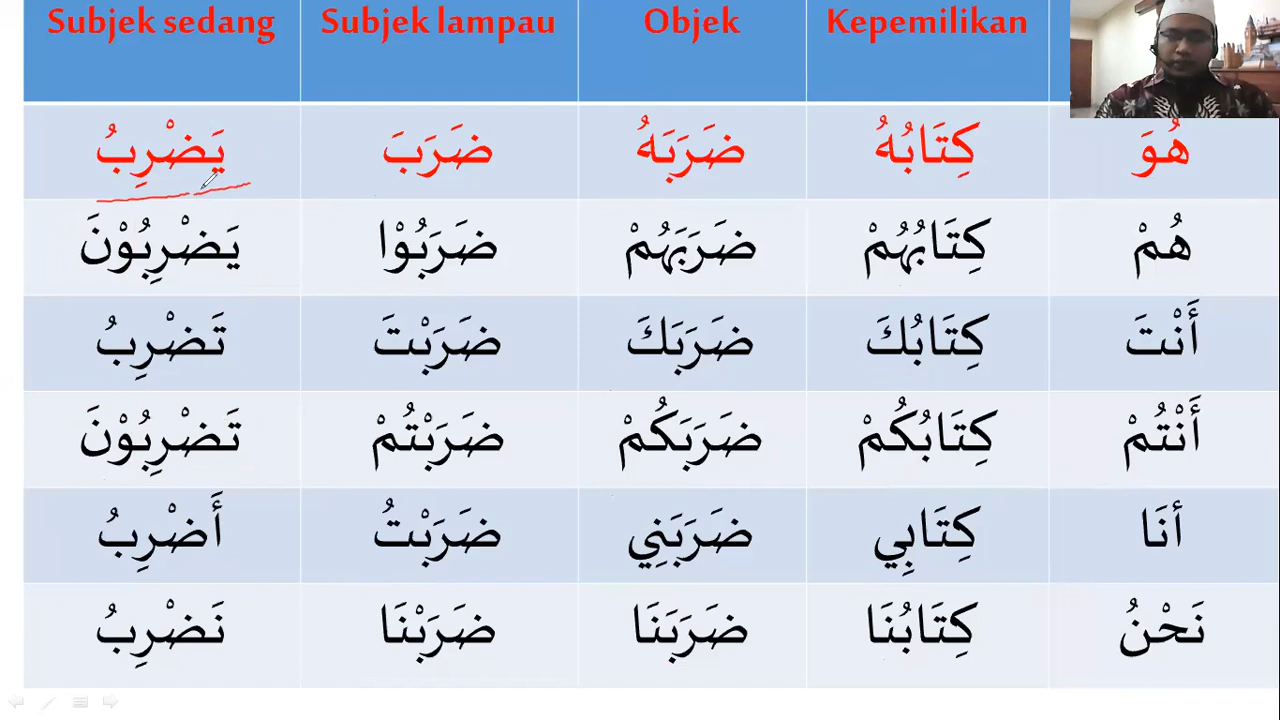 Subjek sedang Subjek lampau Objek Kepemilikan
هُوَ كِتَابُهُ ضَرَبَهُ ضَرَبَ يَضْرِبُ
هُمْ كِتَابُهُمْ ضَرَبَهُمْ ضَرَبُوْا يَضْرِبُوْنَ
أَنْتَ كِتَابُكَ ضَرَبَكَ ضَرَبْتَ تَضْرِبُ
أَنْتُمْ كِتَابُكُمْ ضَرَبَكُمْ ضَرَبْتُمْ تَضْرِبُوْنَ
أنَا كِتَابِي ضَرَبَنِي ضَرَبْتُ أَضْرِبُ
نَحْنُ كِتَابُنَا ضَرَبَنَا ضَرَبْنَا نَضْرِبُ